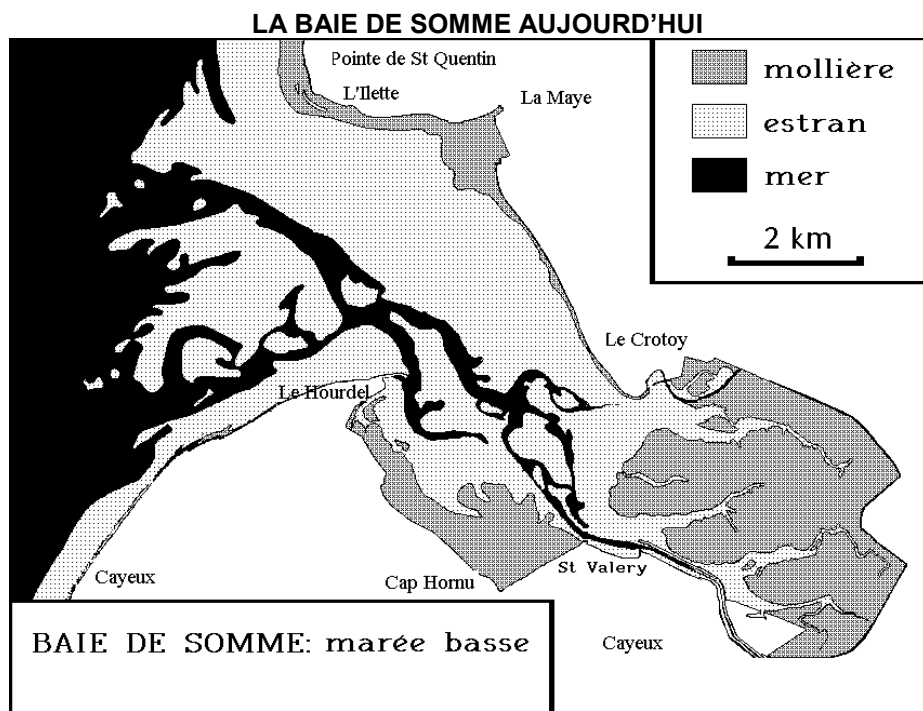 LA BAIE DE SOMME AUJOURD'HUI
Pointe de St Quentin
L'Ilette
La Maye
mollière
estran
mer
2 km
Le Crotoy
Le Hourdel
Cayeux
Cap Hornu
St Valery
Cayeux
BAIE DE SOMME: marée basse